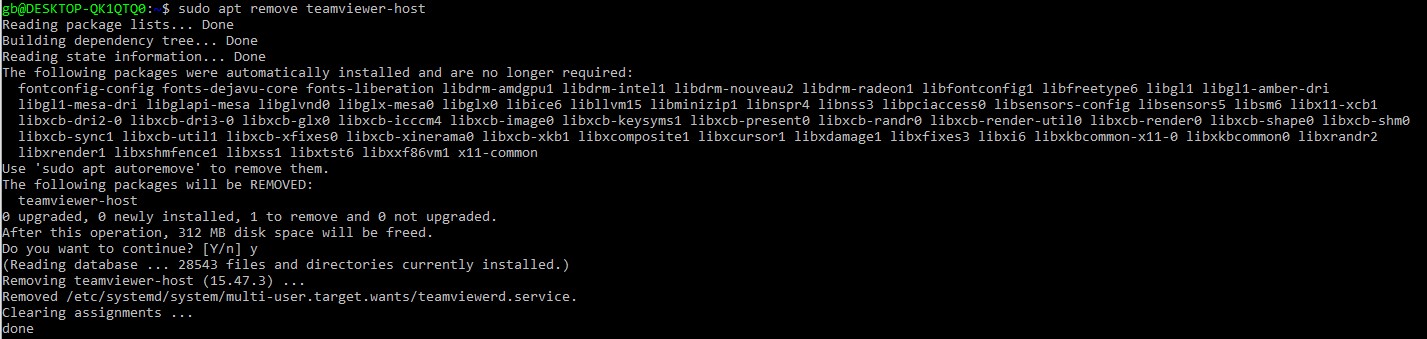 gb@DESKTOP-QK1QTQ0:~$ sudo apt remove teamviewer-host
Reading package lists... Done
Building dependency tree... Done
Reading state information... Done
The following packages were automatically installed and are no longer required:
  fontconfig-config fonts-dejavu-core fonts-liberation libdrm-amdgpu1 libdrm-intel1 libdrm-nouveau2 libdrm-radeon1 libfontconfig1 libfreetype6 libgl1 libgl1-amber-dri
  libgl1-mesa-dri libglapi-mesa libglvnd0 libglx-mesa0 libglx0 libice6 libllvm15 libminizip1 libnspr4 libnss3 libpciaccess0 libsensors-config libsensors5 libsm6 libx11-xcb1
  libxcb-dri2-0 libxcb-dri3-0 libxcb-glx0 libxcb-icccm4 libxcb-image0 libxcb-keysyms1 libxcb-present0 libxcb-randr0 libxcb-render-util0 libxcb-render0 libxcb-shape0 libxcb-shm0
  libxcb-sync1 libxcb-util1 libxcb-xfixes0 libxcb-xinerama0 libxcb-xkb1 libxcomposite1 libxcursor1 libxdamage1 libxfixes3 libxi6 libxkbcommon-x11-0 libxkbcommon0 libxrandr2
  libxrender1 libxshmfence1 libxss1 libxtst6 libxxf86vm1 x11-common
Use 'sudo apt autoremove' to remove them.
The following packages will be REMOVED:
  teamviewer-host
0 upgraded, 0 newly installed, 1 to remove and 0 not upgraded.
After this operation, 312 MB disk space will be freed.
Do you want to continue? [Y/n] y
(Reading database ... 28543 files and directories currently installed.)
Removing teamviewer-host (15.47.3) ...
Removed /etc/systemd/system/multi-user.target.wants/teamviewerd.service.
Clearing assignments ...
done